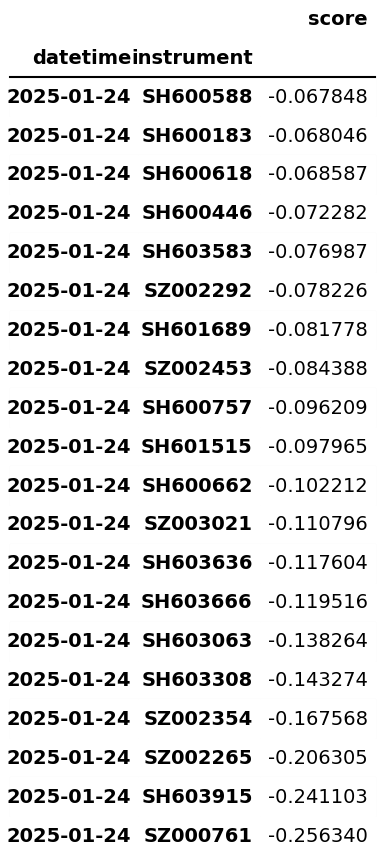 score
datetime instrument
2025-01-24 SH600588 -0.067848
2025-01-24 SH600183 -0.068046
2025-01-24 SH600618 -0.068587
2025-01-24 SH600446 -0.072282
2025-01-24 SH603583 -0.076987
2025-01-24 SZ002292 -0.078226
2025-01-24 SH601689 -0.081778
2025-01-24 SZ002453 -0.084388
2025-01-24 SH600757 -0.096209
2025-01-24 SH601515 -0.097965
2025-01-24 SH600662 -0.102212
2025-01-24 SZ003021 -0.110796
2025-01-24 SH603636 -0.117604
2025-01-24 SH603666 -0.119516
2025-01-24 SH603063 -0.138264
2025-01-24 SH603308 -0.143274
2025-01-24 SZ002354 -0.167568
2025-01-24 SZ002265 -0.206305
2025-01-24 SH603915 -0.241103
2025-01-24 SZ000761 -0.256340